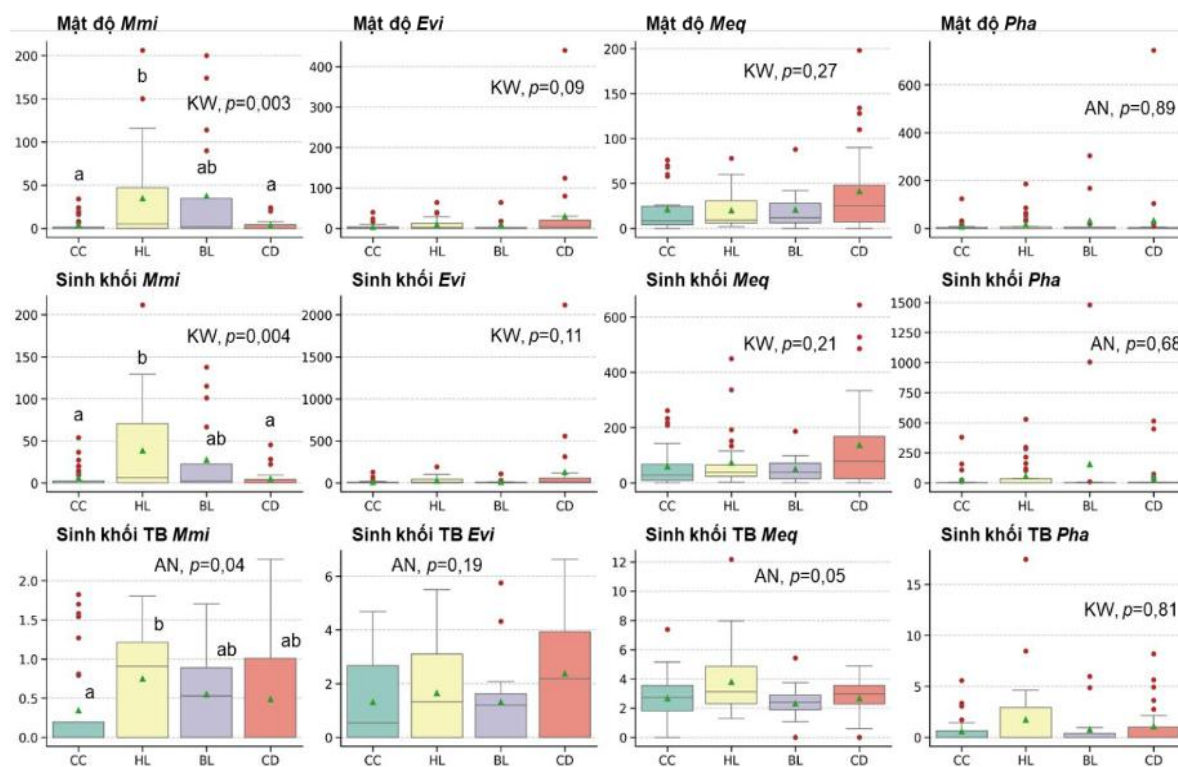 Mật độ Mmi
Mật độ Evi
Mật độ Meq
Mật độ Pha
200
150
100
50
0
a
b
ab
a
KW, p=0,003
CC HL BL CD
400
300
200
100
0
KW, p=0,09
CC HL BL CD
200
150
100
50
0
KW, p=0,27
CC HL BL CD
600
400
200
0
AN, p=0,89
CC HL BL CD
Sinh khối Mmi
Sinh khối Evi
Sinh khối Meq
Sinh khối Pha
200
150
100
50
0
a
b
ab
a
KW, p=0,004
CC HL BL CD
2000
1500
1000
500
0
KW, p=0,11
CC HL BL CD
600
400
200
0
KW, p=0,21
CC HL BL CD
1500
1250
1000
750
500
250
0
AN, p=0,68
CC HL BL CD
Sinh khối TB Mmi
Sinh khối TB Evi
Sinh khối TB Meq
Sinh khối TB Pha
2.0
1.5
1.0
0.5
0.0
a
b
ab
ab
AN, p=0,04
CC HL BL CD
6
4
2
0
AN, p=0,19
CC HL BL CD
12
10
8
6
4
2
0
AN, p=0,05
CC HL BL CD
15
10
5
0
KW, p=0,81
CC HL BL CD